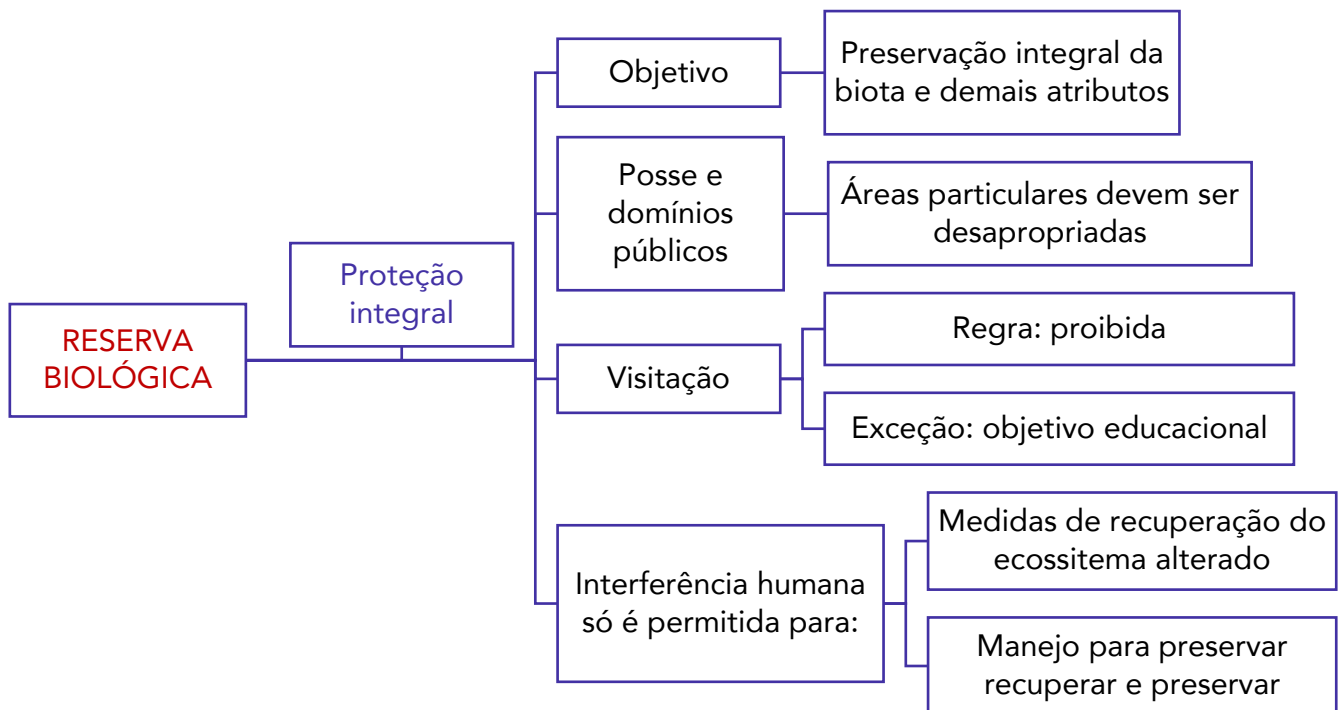 RESERVA
BIOLÓGICA
Proteção
integral
Objetivo
Preservação integral da
biota e demais atributos
Posse e
domínios
públicos
Áreas particulares devem ser
desapropriadas
Visitação
Regra: proibida
Exceção: objetivo educacional
Interferência humana
só é permitida para:
Medidas de recuperação do
ecossitema alterado
Manejo para preservar
recuperar e preservar